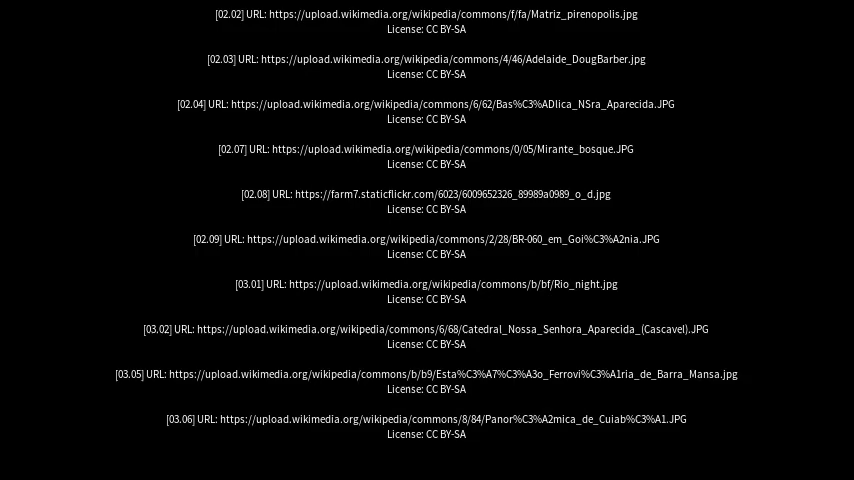 [02.02] URL: https://upload.wikimedia.org/wikipedia/commons/f/fa/Matriz_pirenopolis.jpg
License: CC BY-SA
[02.03] URL: https://upload.wikimedia.org/wikipedia/commons/4/46/Adelaide_DougBarber.jpg
License: CC BY-SA
[02.04] URL: https://upload.wikimedia.org/wikipedia/commons/6/62/Bas%C3%ADlica_NSra_Aparecida.JPG
License: CC BY-SA
[02.07] URL: https://upload.wikimedia.org/wikipedia/commons/0/05/Mirante_bosque.JPG
License: CC BY-SA
[02.08] URL: https://farm7.staticflickr.com/6023/6009652326_89989a0989_o_d.jpg
License: CC BY-SA
[02.09] URL: https://upload.wikimedia.org/wikipedia/commons/2/28/BR-060_em_Goi%C3%A2nia.JPG
License: CC BY-SA
[03.01] URL: https://upload.wikimedia.org/wikipedia/commons/b/bf/Rio_night.jpg
License: CC BY-SA
[03.02] URL: https://upload.wikimedia.org/wikipedia/commons/6/68/Catedral_Nossa_Senhora_Aparecida_(Cascavel).JPG
License: CC BY-SA
[03.05] URL: https://upload.wikimedia.org/wikipedia/commons/b/b9/Esta%C3%A7%C3%A3o_Ferrovi%C3%A1ria_de_Barra_Mansa.jpg
License: CC BY-SA
[03.06] URL: https://upload.wikimedia.org/wikipedia/commons/8/84/Panor%C3%A2mica_de_Cuiab%C3%A1.JPG
License: CC BY-SA